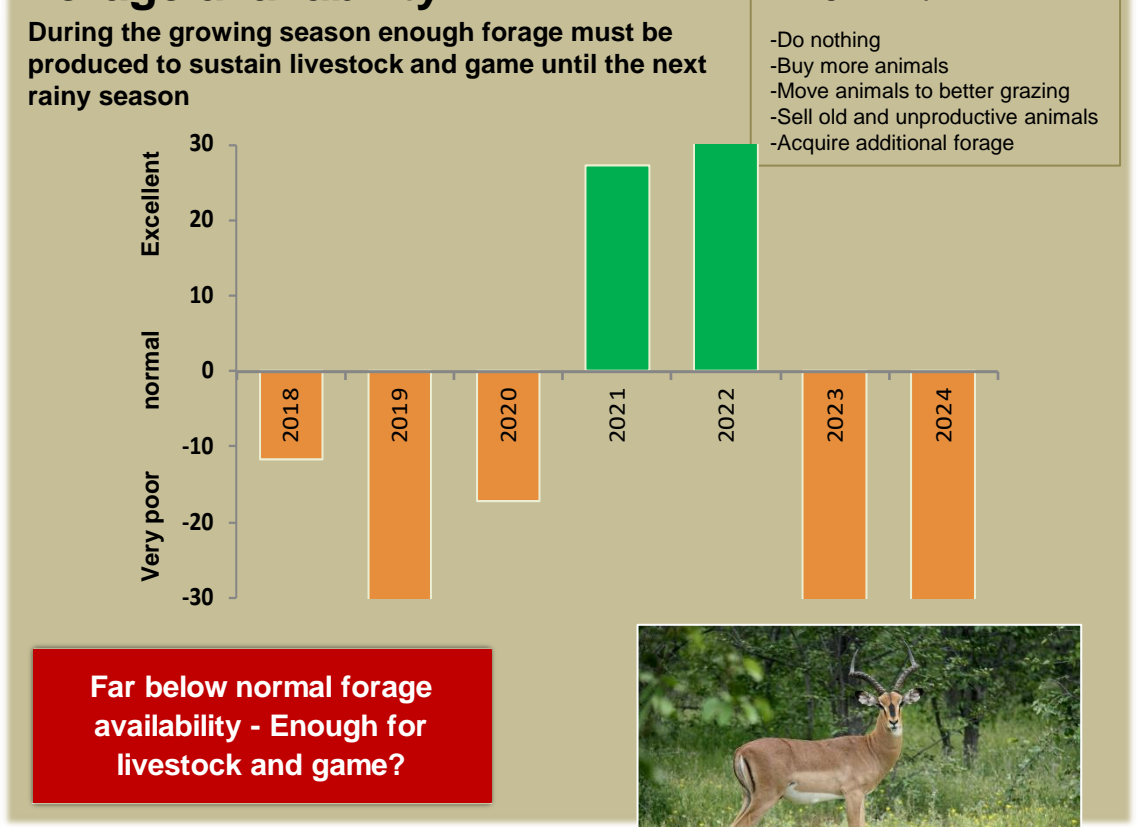 During the growing season enough forage must be
produced to sustain livestock and game until the next
rainy season
-Do nothing
-Buy more animals
-Move animals to better grazing
-Sell old and unproductive animals
-Acquire additional forage
Excellent
normal
Very poor
30
20
10
0
-10
-20
-30
2018
2019
2020
2021
2022
2023
2024
Far below normal forage
availability - Enough for
livestock and game?